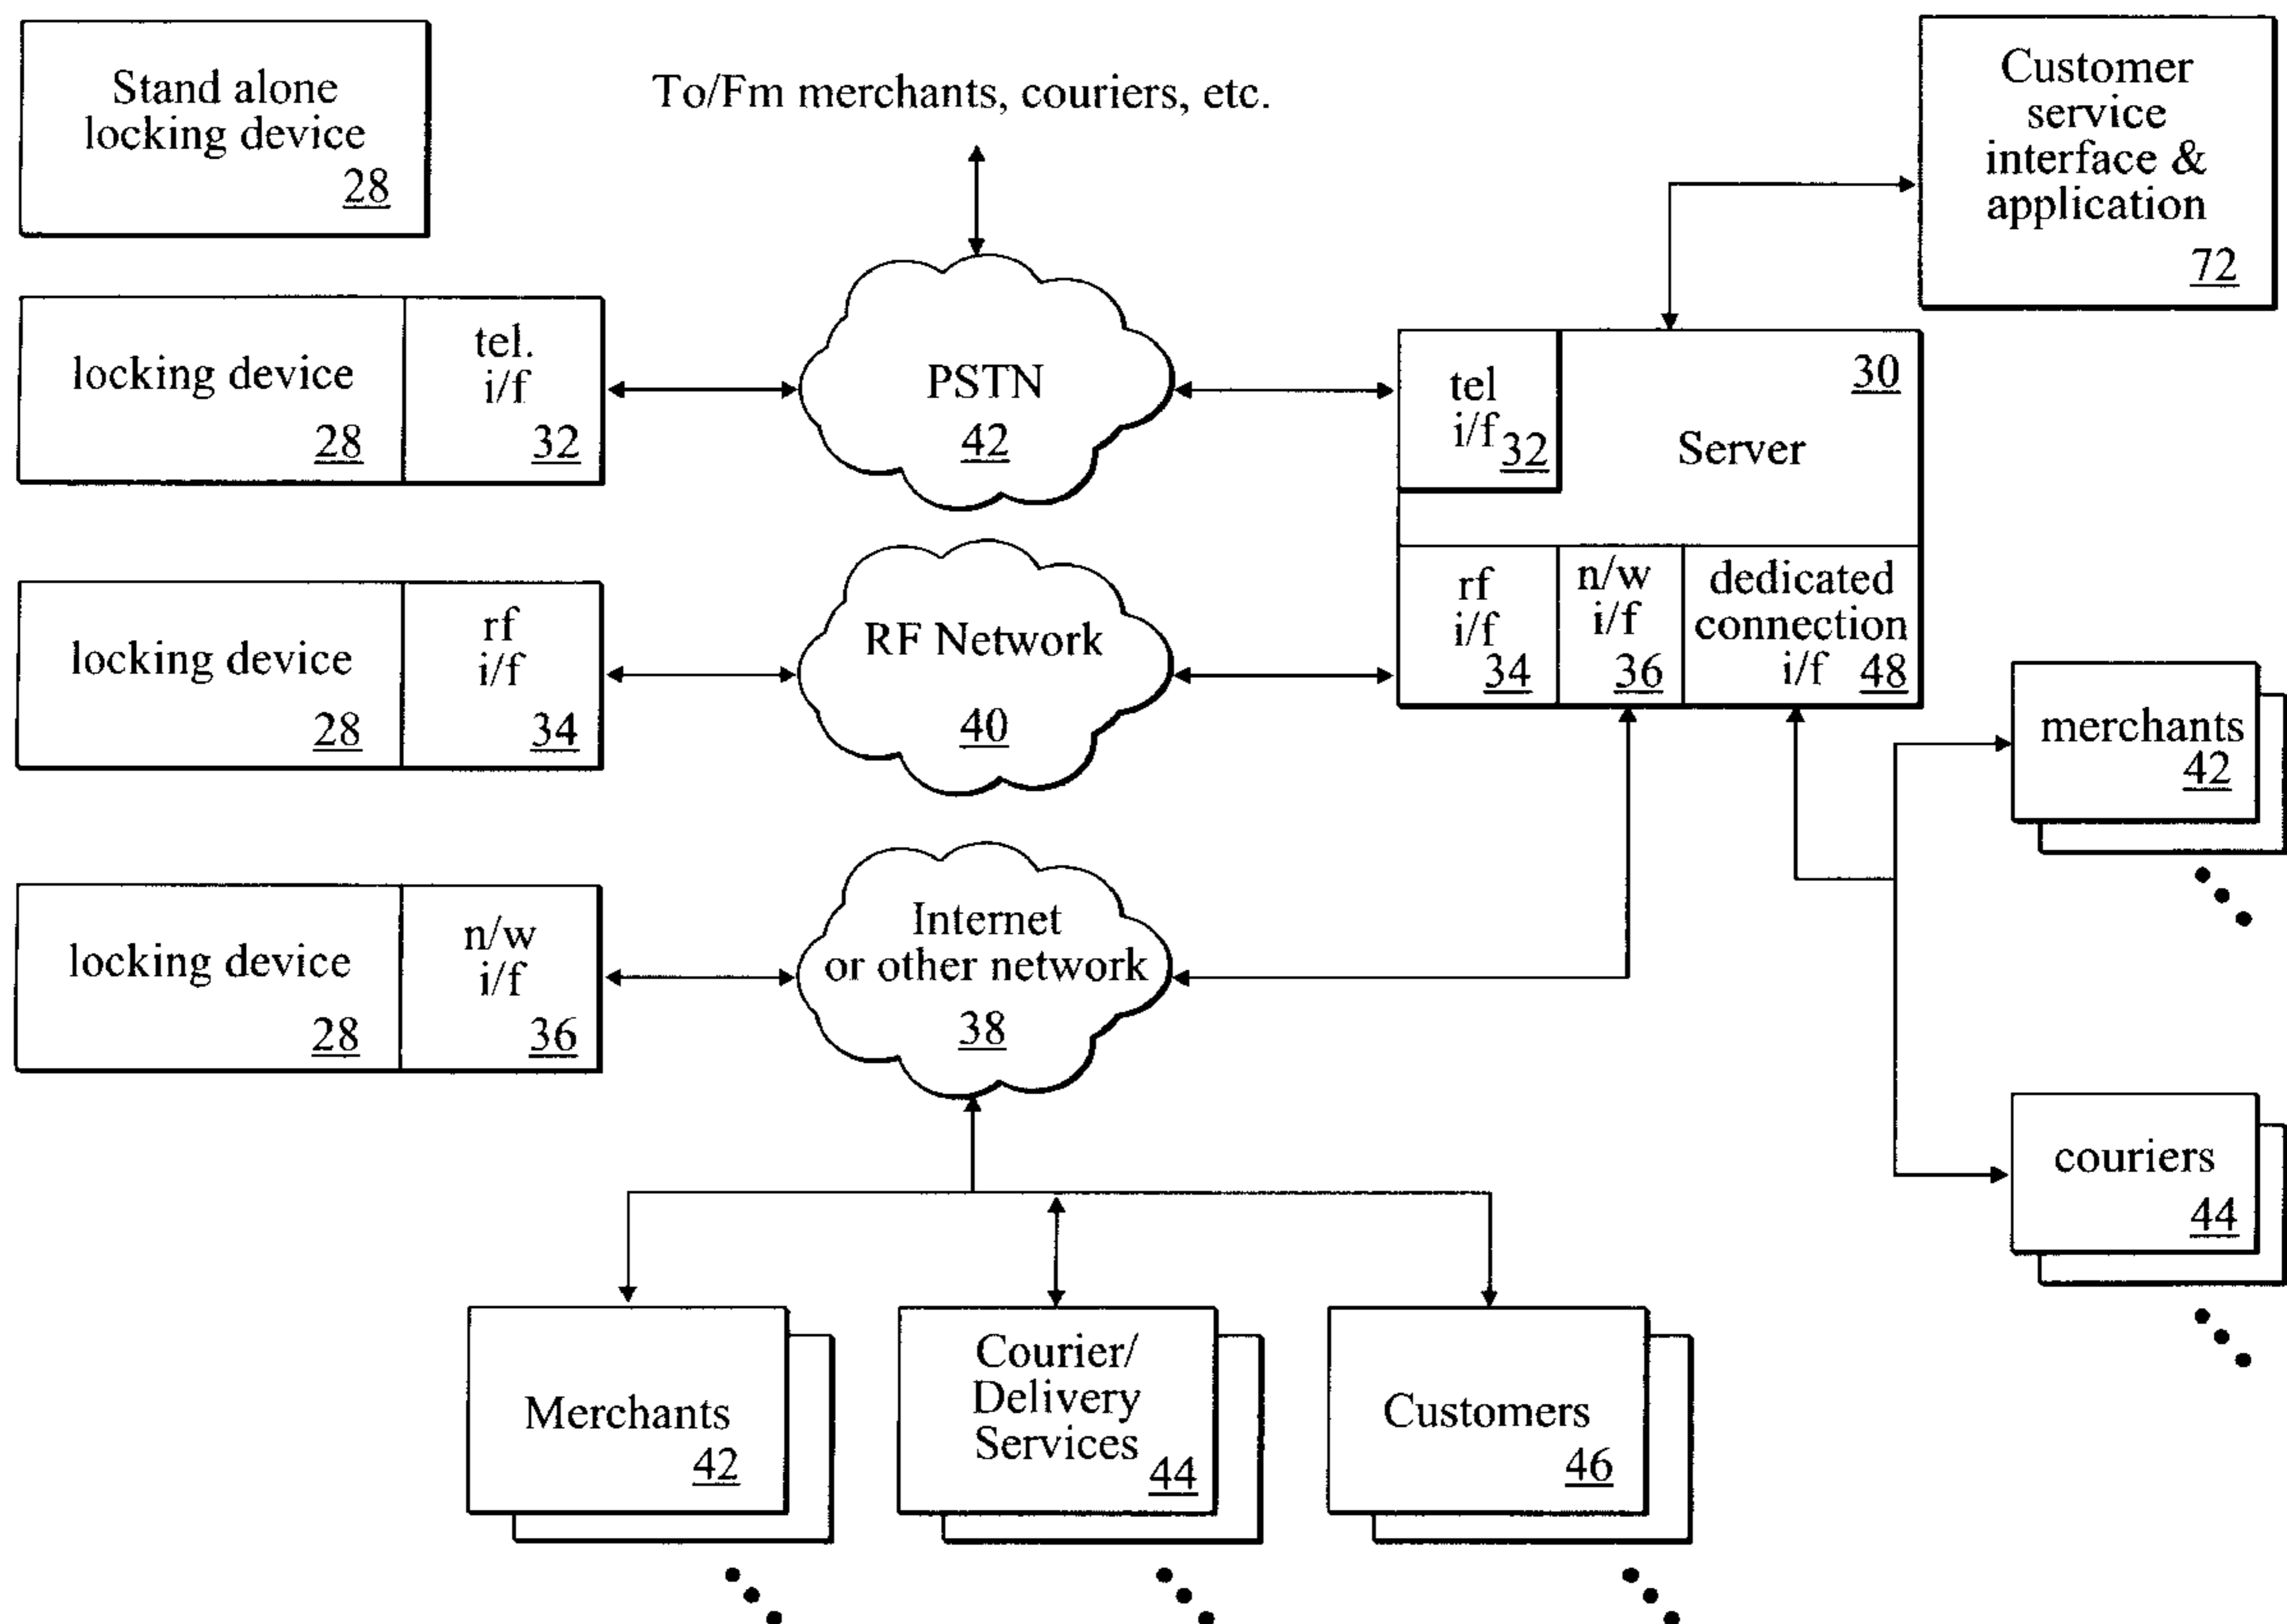 Stand alone
locking device
28
To/Fm merchants, couriers, etc.
Customer
service
interface &
application
72
locking device
28
tel.
i/f
32
PSTN
42
tel
i/f
32
30
Server
locking device
28
rf
i/f
34
RF Network
40
rf
i/f
34
n/w
i/f
36
dedicated
connection
i/f
48
merchants
42
locking device
28
n/w
i/f
36
Internet
or other network
38
couriers
44
Merchants
42
Courier/
Delivery
Services
44
Customers
46